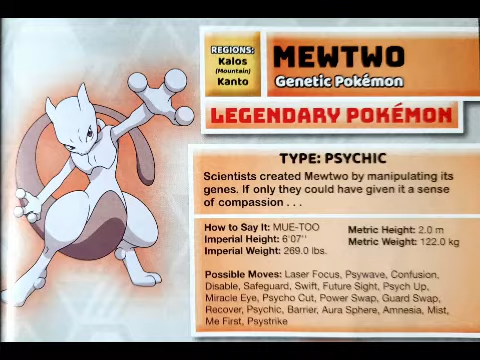 REGIONS:
Kalos
(Mountain)
Kanto
MEWTWO
Genetic Pokémon
LEGENDARY POKÉMON
TYPE: PSYCHIC
Scientists created Mewtwo by manipulating its
genes. If only they could have given it a sense
of compassion . . .
How to Say It: MUE-TOO
Imperial Height: 6'07''
Imperial Weight: 269.0 lbs.
Metric Height: 2.0 m
Metric Weight: 122.0 kg
Possible Moves: Laser Focus, Psywave, Confusion,
Disable, Safeguard, Swift, Future Sight, Psych Up,
Miracle Eye, Psycho Cut, Power Swap, Guard Swap,
Recover, Psychic, Barrier, Aura Sphere, Amnesia, Mist,
Me First, Psystrike